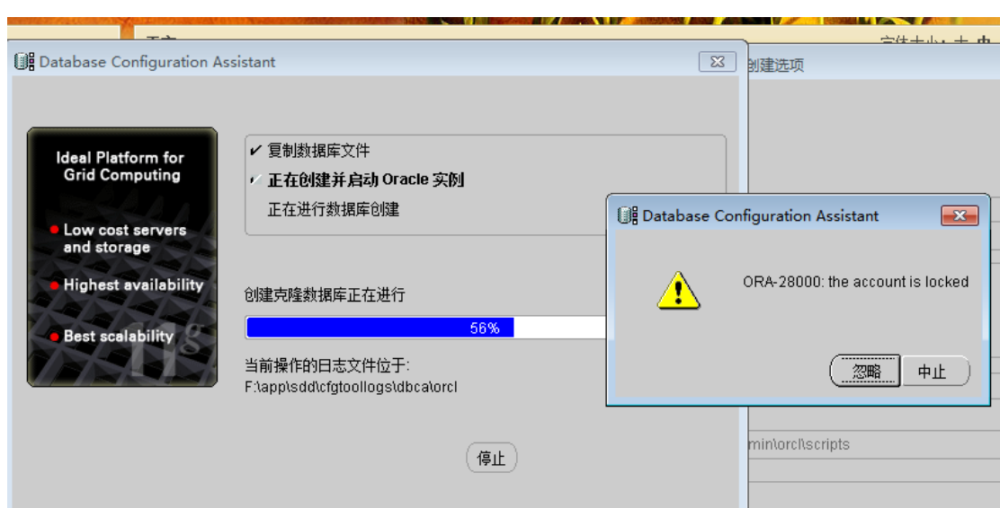 Database Configuration Assistant
创建选项
Ideal Platform for
Grid Computing
Low cost servers
and storage
Highest availability
Best scalability
11g
复制数据库文件
正在创建并启动 Oracle 实例
正在进行数据库创建
创建克隆数据库正在进行
56%
当前操作的日志文件位于:
F:\app\sdd\cfgtoollogs\dbca\orcl
停止
Database Configuration Assistant
ORA-28000: the account is locked
忽略
中止
min\orcl\scripts